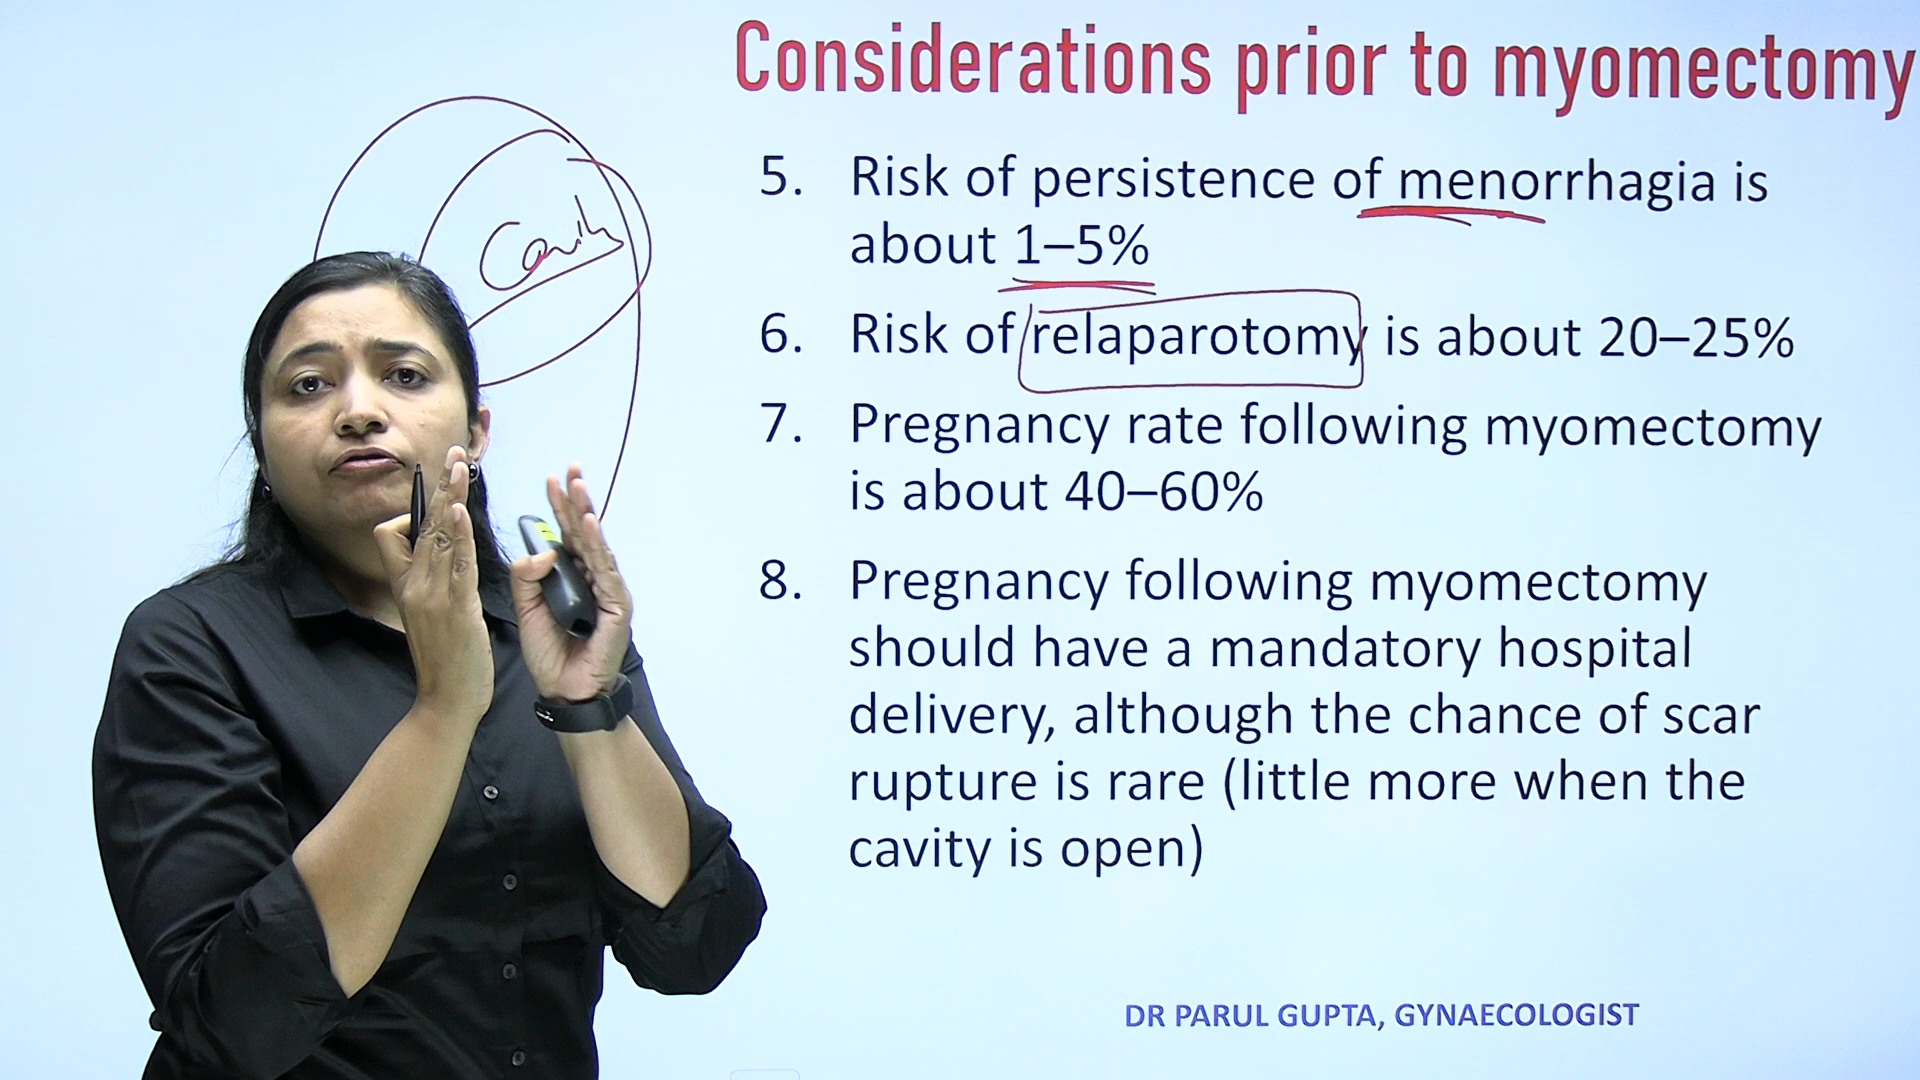 Considerations prior to myomectomy
Cavity
5. Risk of persistence of menorrhagia is
about 1–5%
6. Risk of relaparotomy is about 20–25%
7. Pregnancy rate following myomectomy
is about 40–60%
8. Pregnancy following myomectomy
should have a mandatory hospital
delivery, although the chance of scar
rupture is rare (little more when the
cavity is open)
DR PARUL GUPTA, GYNAECOLOGIST